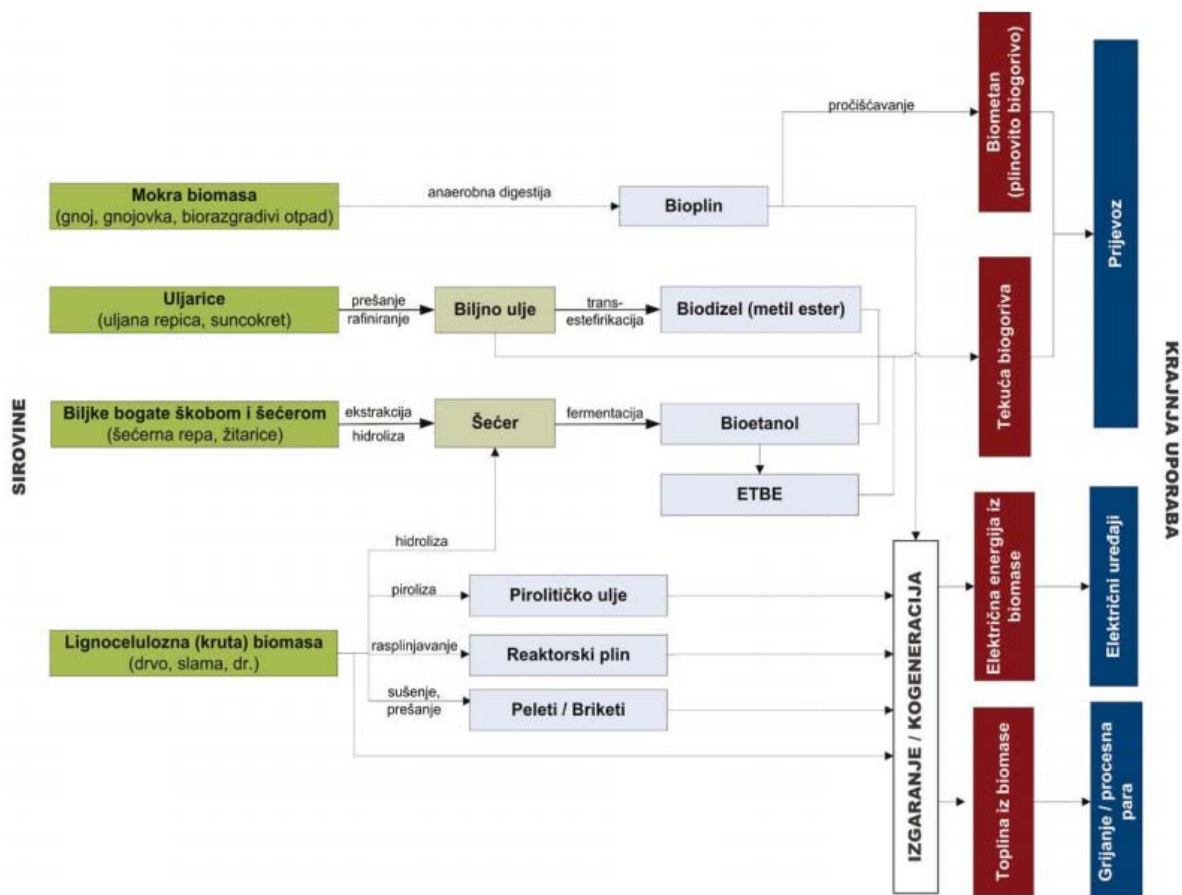 SIROVINE
Mokra biomasa
(gnoj, gnojovka, biorazgradivi otpad)
anaerobna digestija
Bioplin
pročišćavanje
Biometan
(plinovito biogorivo)
Prijevoz
Uljarice
(uljana repica, suncokret)
prešanje
rafiniranje
Biljno ulje
trans-
estefirikacija
Biodizel (metil ester)
Tekuća biogoriva
Biljke bogate škobom i šećerom
(šećerna repa, žitarice)
ekstrakcija
hidroliza
Šećer
fermentacija
Bioetanol
ETBE
Lignocelulozna (kruta) biomasa
(drvo, slama, dr.)
hidroliza
piroliza
Pirolitičko ulje
rasplinjavanje
Reaktorski plin
sušenje,
prešanje
Peleti / Briketi
IZGARANJE / KOGENERACIJA
Električna energija iz
biomase
Električni uređaji
Toplina iz biomase
Grijanje / procesna
para
KRAJNJA UPORABA